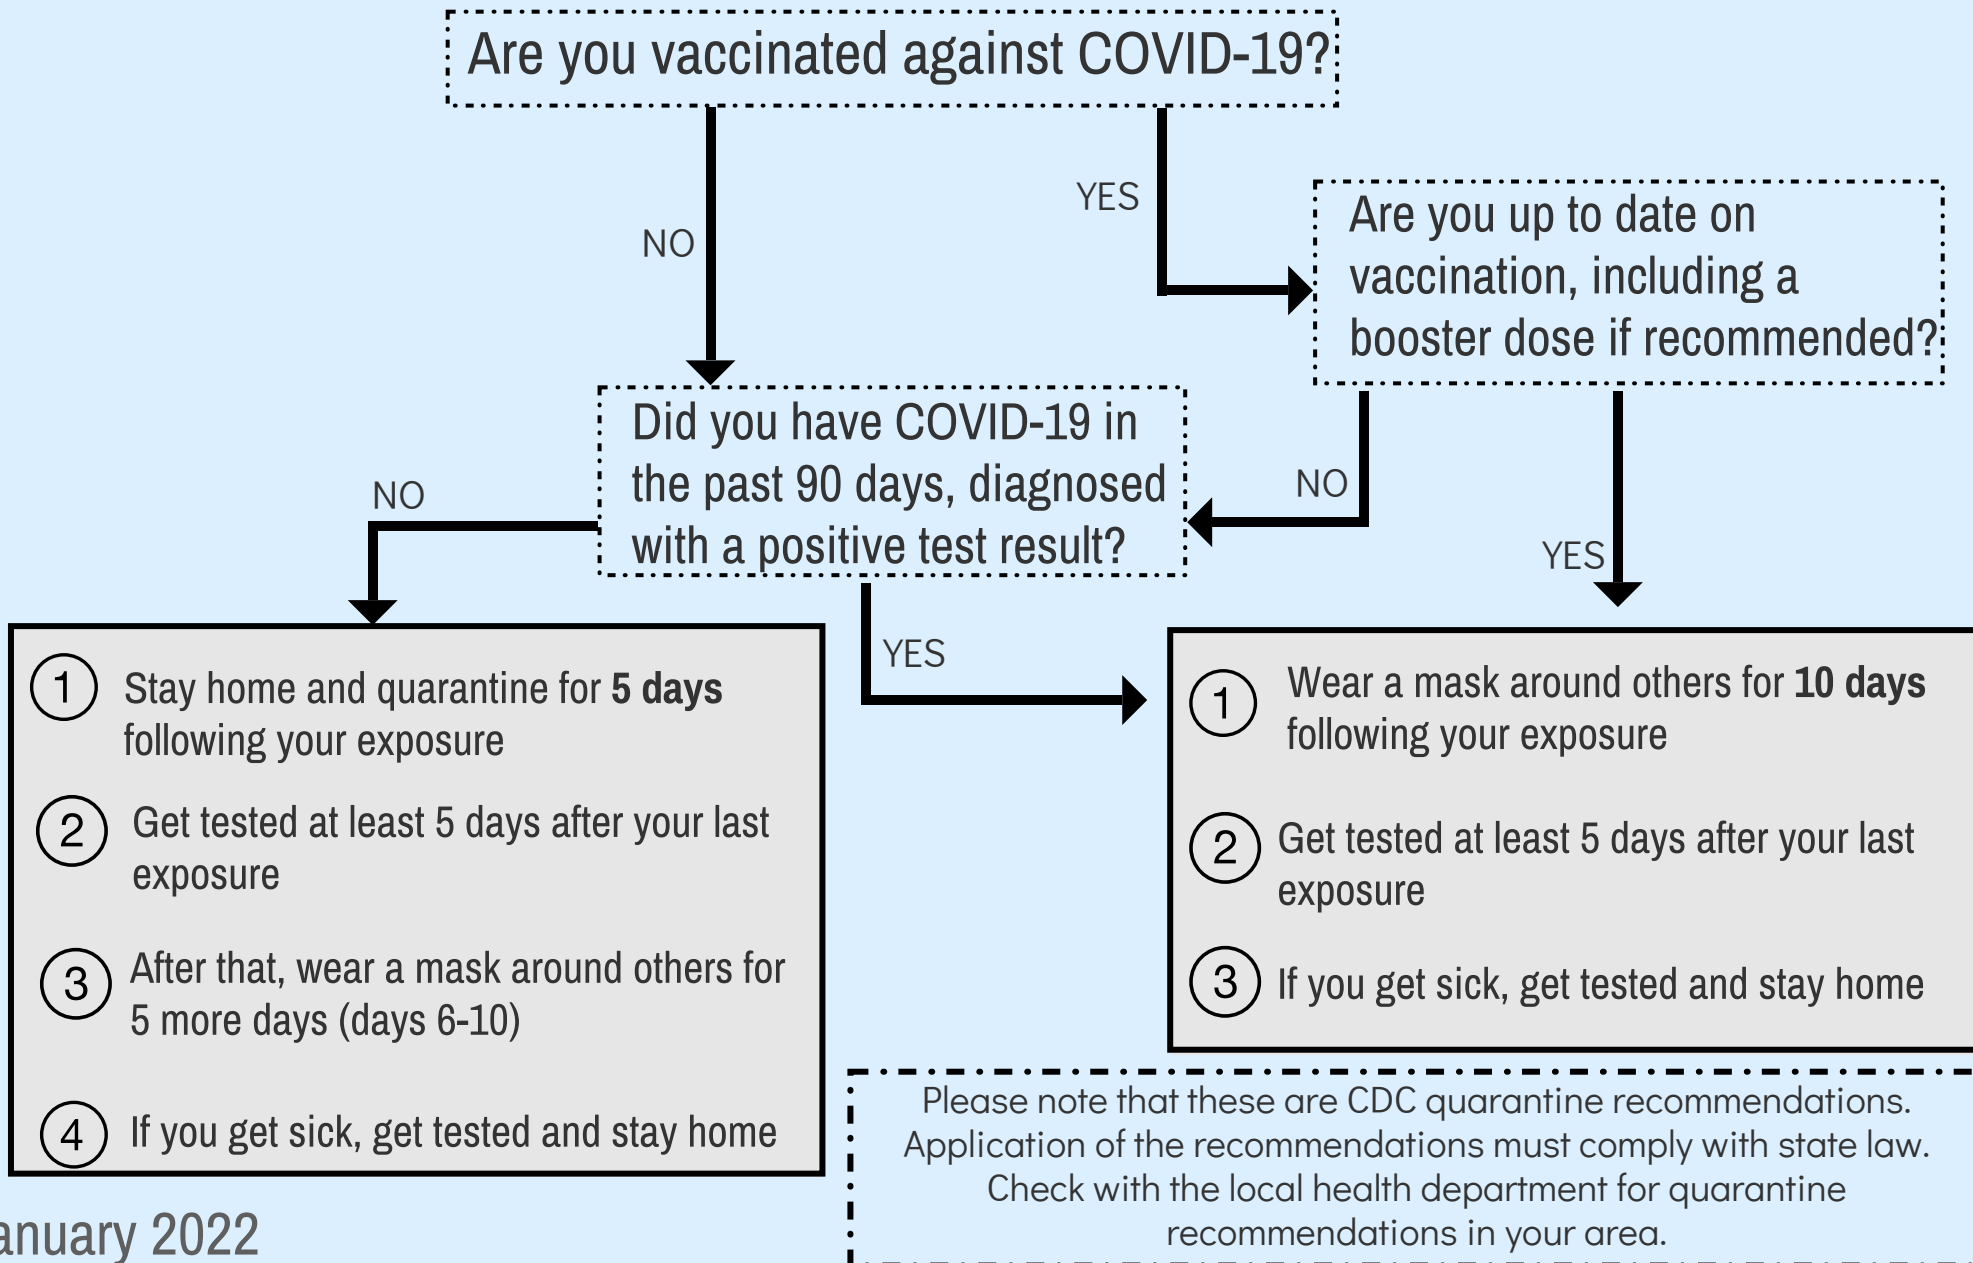 Are you vaccinated against COVID-19?
NO
YES
Are you up to date on
vaccination, including a
booster dose if recommended?
Did you have COVID-19 in
the past 90 days, diagnosed
with a positive test result?
NO
NO
YES
YES
1 Stay home and quarantine for 5 days
following your exposure
2 Get tested at least 5 days after your last
exposure
3 After that, wear a mask around others for
5 more days (days 6-10)
4 If you get sick, get tested and stay home
1 Wear a mask around others for 10 days
following your exposure
2 Get tested at least 5 days after your last
exposure
3 If you get sick, get tested and stay home
Please note that these are CDC quarantine recommendations.
Application of the recommendations must comply with state law.
Check with the local health department for quarantine
recommendations in your area.
anuary 2022